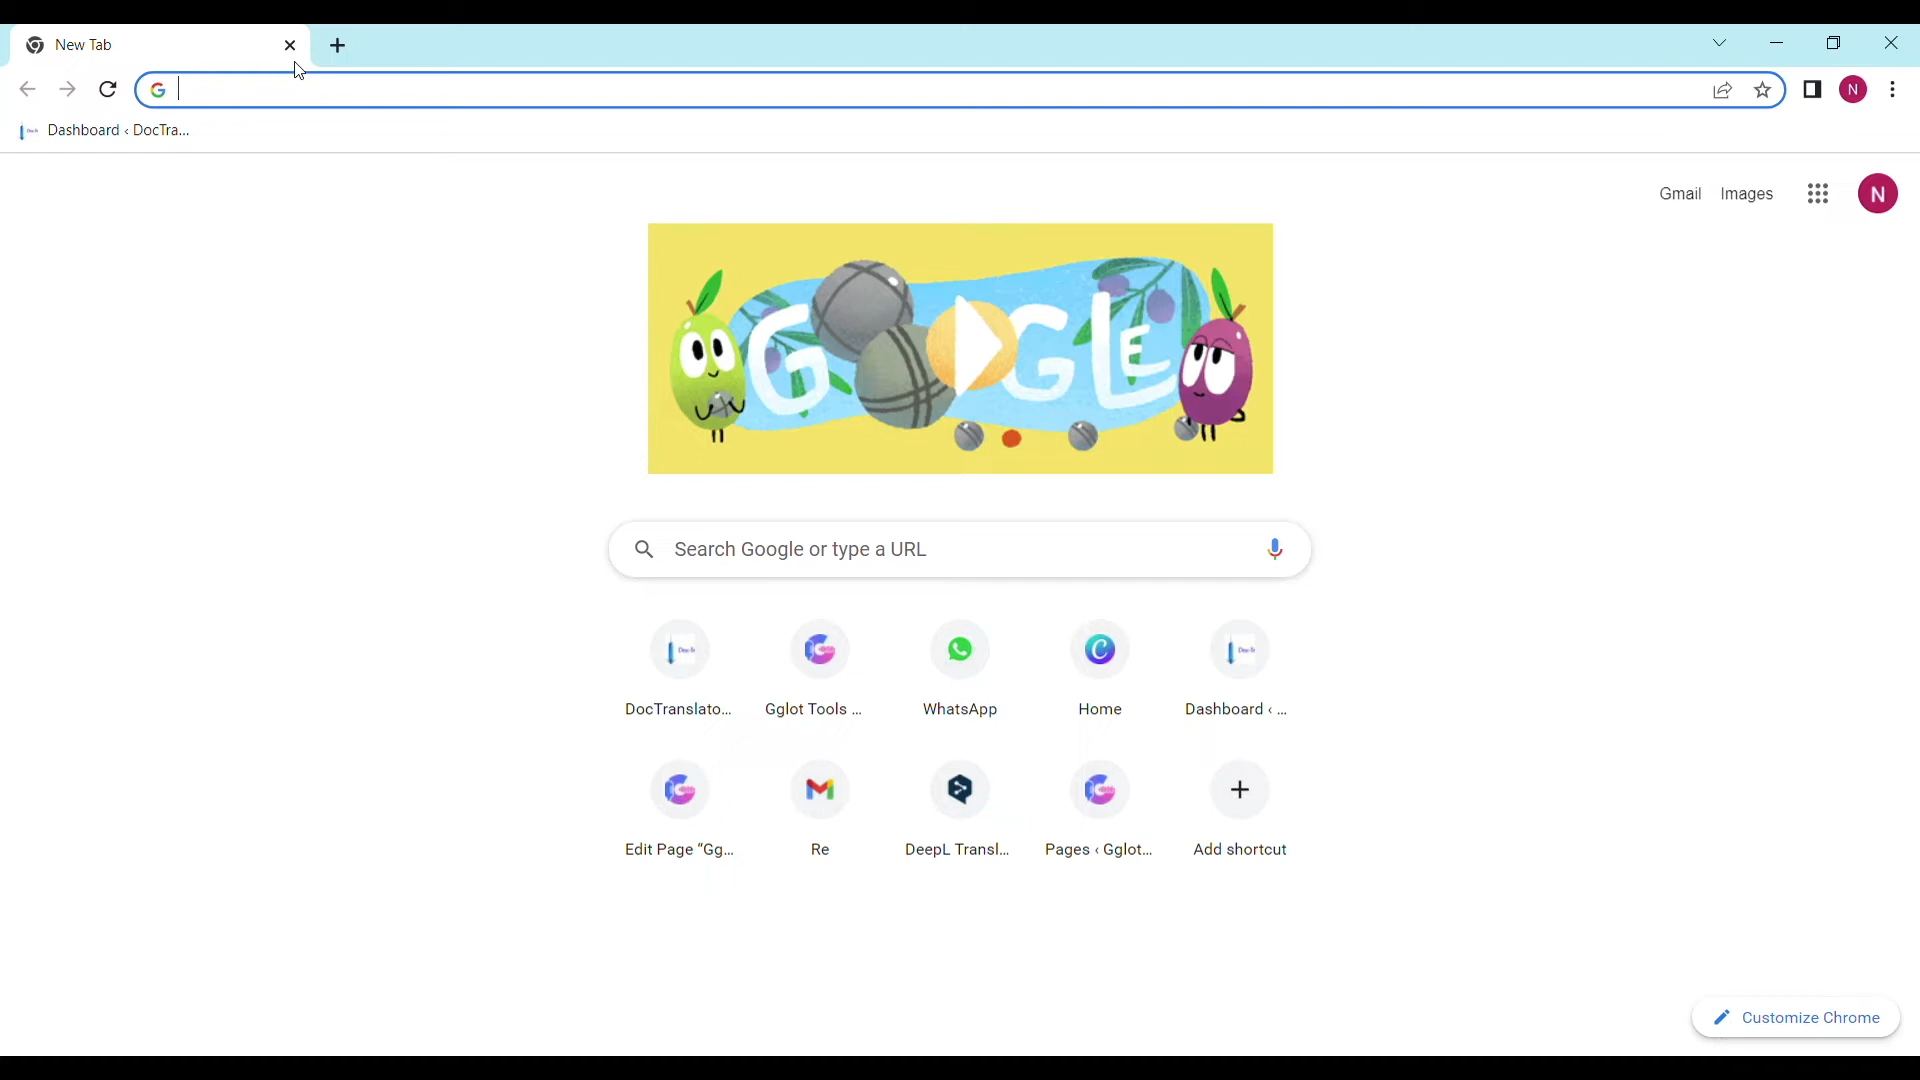 New Tab
Dashboard ‹ DocTra...
Gmail Images N
N
GOOGLE
Search Google or type a URL
DocTranslato... Gglot Tools ... WhatsApp Home Dashboard ‹ ...
Edit Page “Gg... Re DeepL Transl... Pages ‹ Gglot... Add shortcut
Customize Chrome